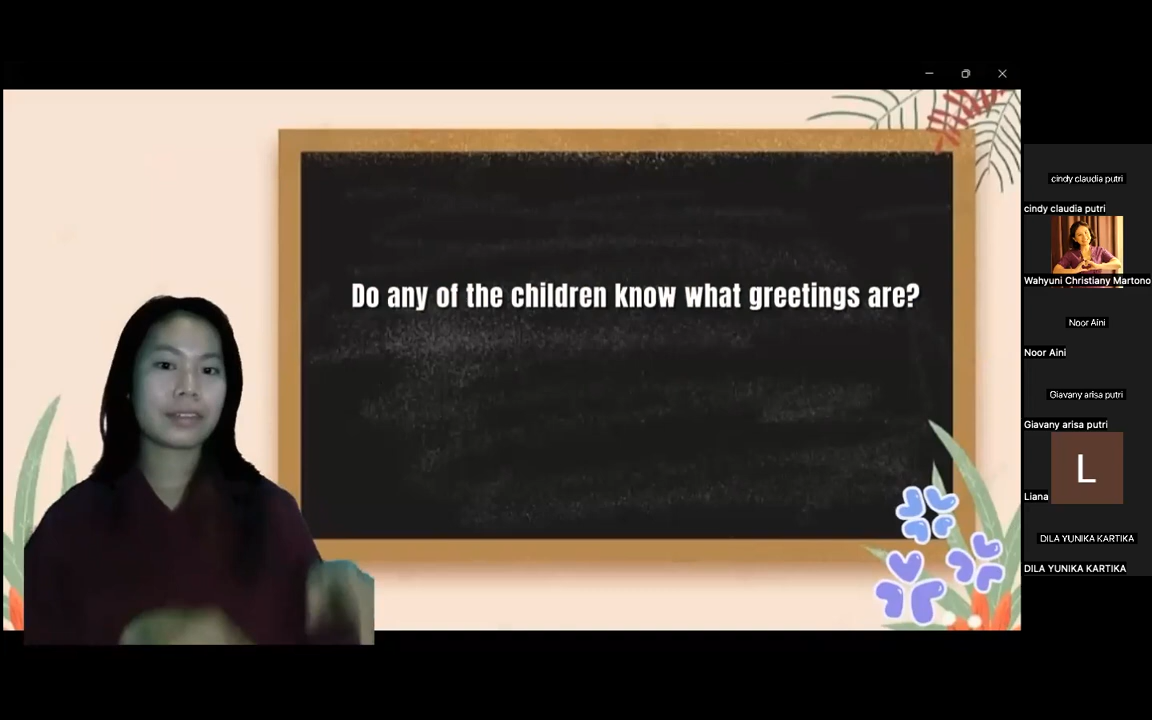 Do any of the children know what greetings are?
cindy claudia putri
cindy claudia putri
Wahyuni Christiany Martono
Noor Aini
Noor Aini
Giavany arisa putri
Giavany arisa putri
L
Liana
DILA YUNIKA KARTIKA
DILA YUNIKA KARTIKA